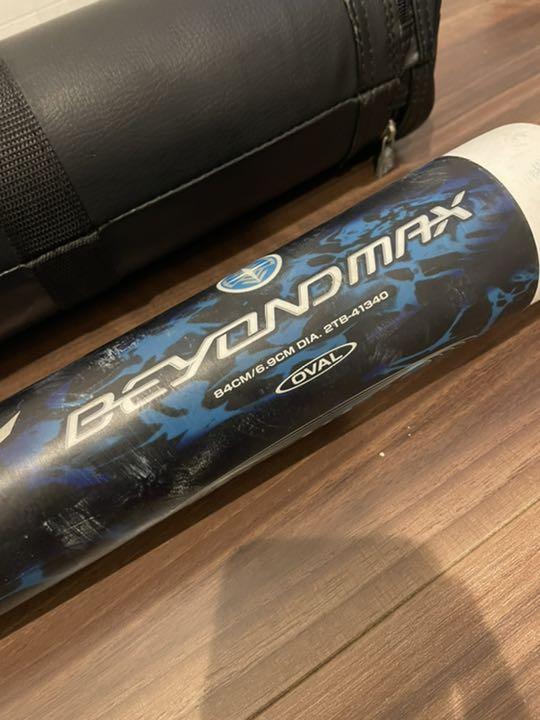 BEYONDMAX
84CM/6.9CM DIA. 2TB-41340
OVAL